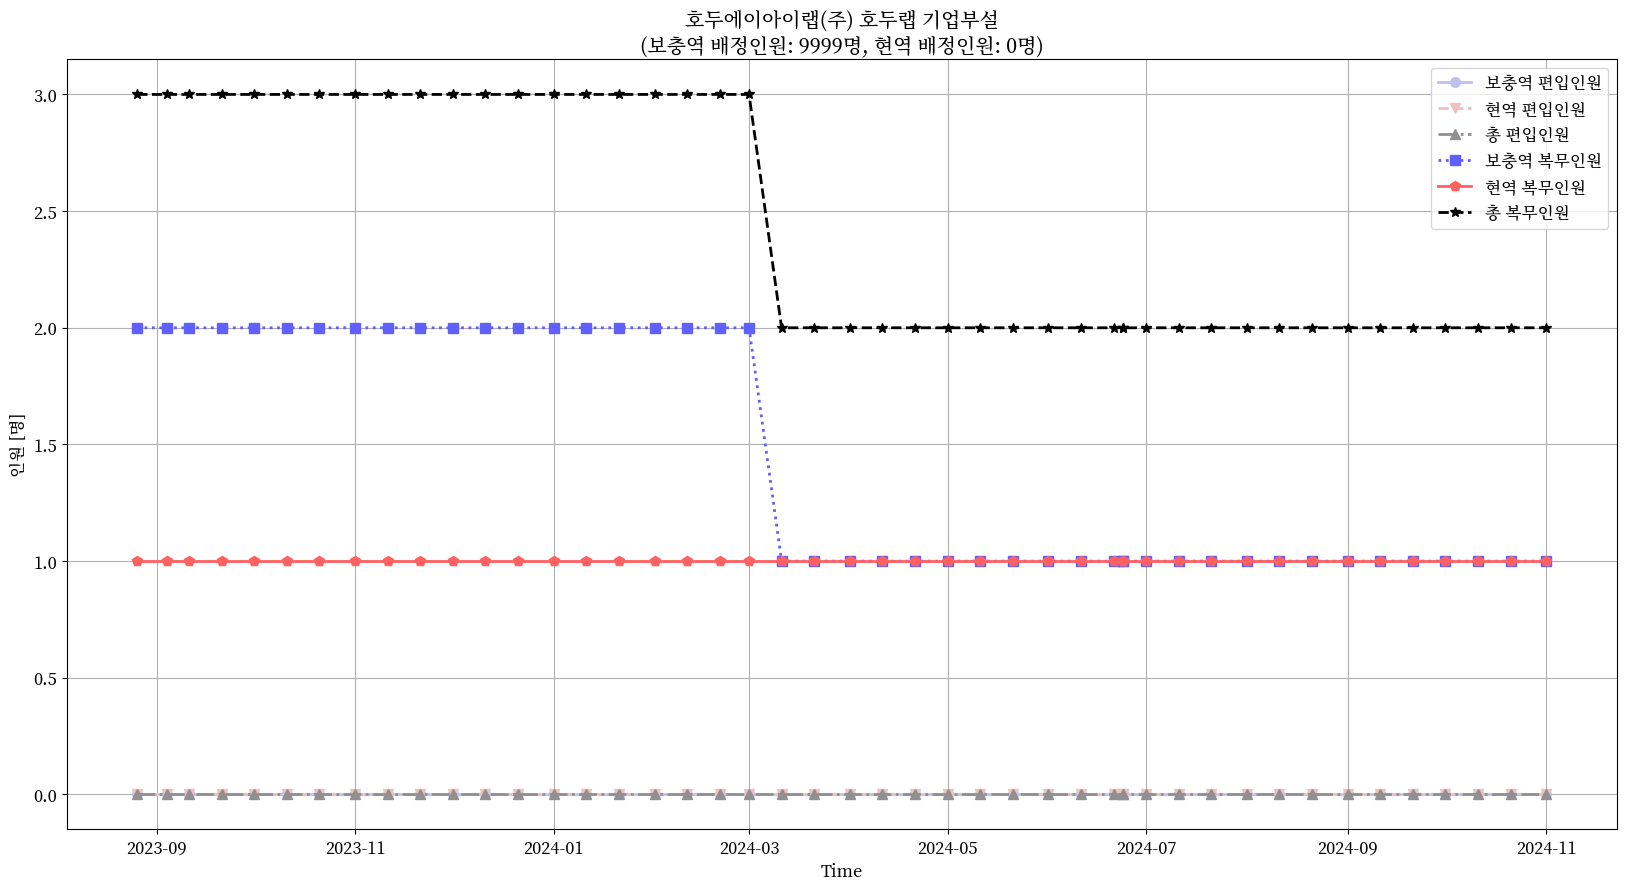 호두에이아이랩(주) 호두랩 기업부설
(보충역 배정인원: 9999명, 현역 배정인원: 0명)
보충역 편입인원
현역 편입인원
총 편입인원
보충역 복무인원
현역 복무인원
총 복무인원
3.0
2.5
2.0
1.5
1.0
0.5
0.0
인원 [명]
2023-09
2023-11
2024-01
2024-03
2024-05
2024-07
2024-09
2024-11
Time